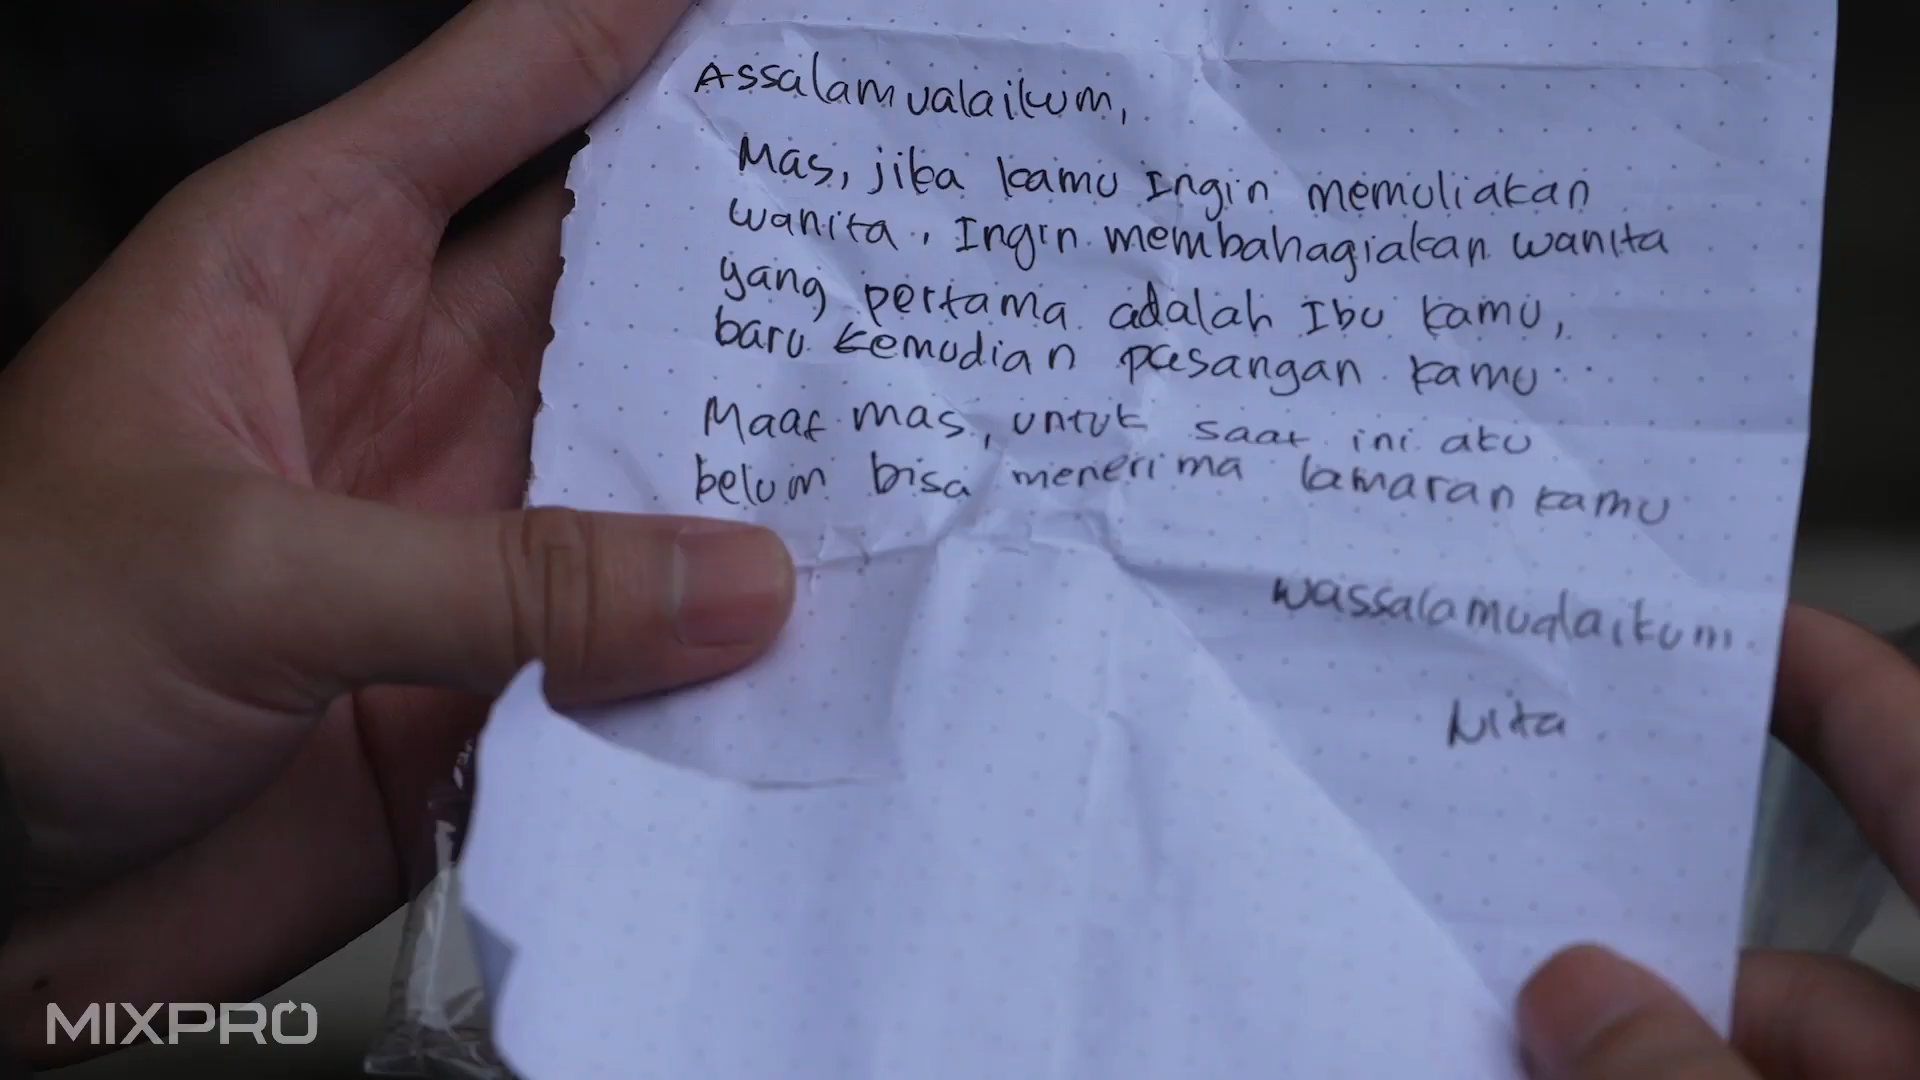 Assalamualaikum,
Mas, jika kamu Ingin memuliakan
wanita, Ingin membahagiakan wanita
yang pertama adalah Ibu kamu,
baru kemudian pasangan kamu..
Maaf mas, untuk saat ini aku
belum bisa menerima lamaran kamu
wassalamualaikum.
Nita
MIXPRO